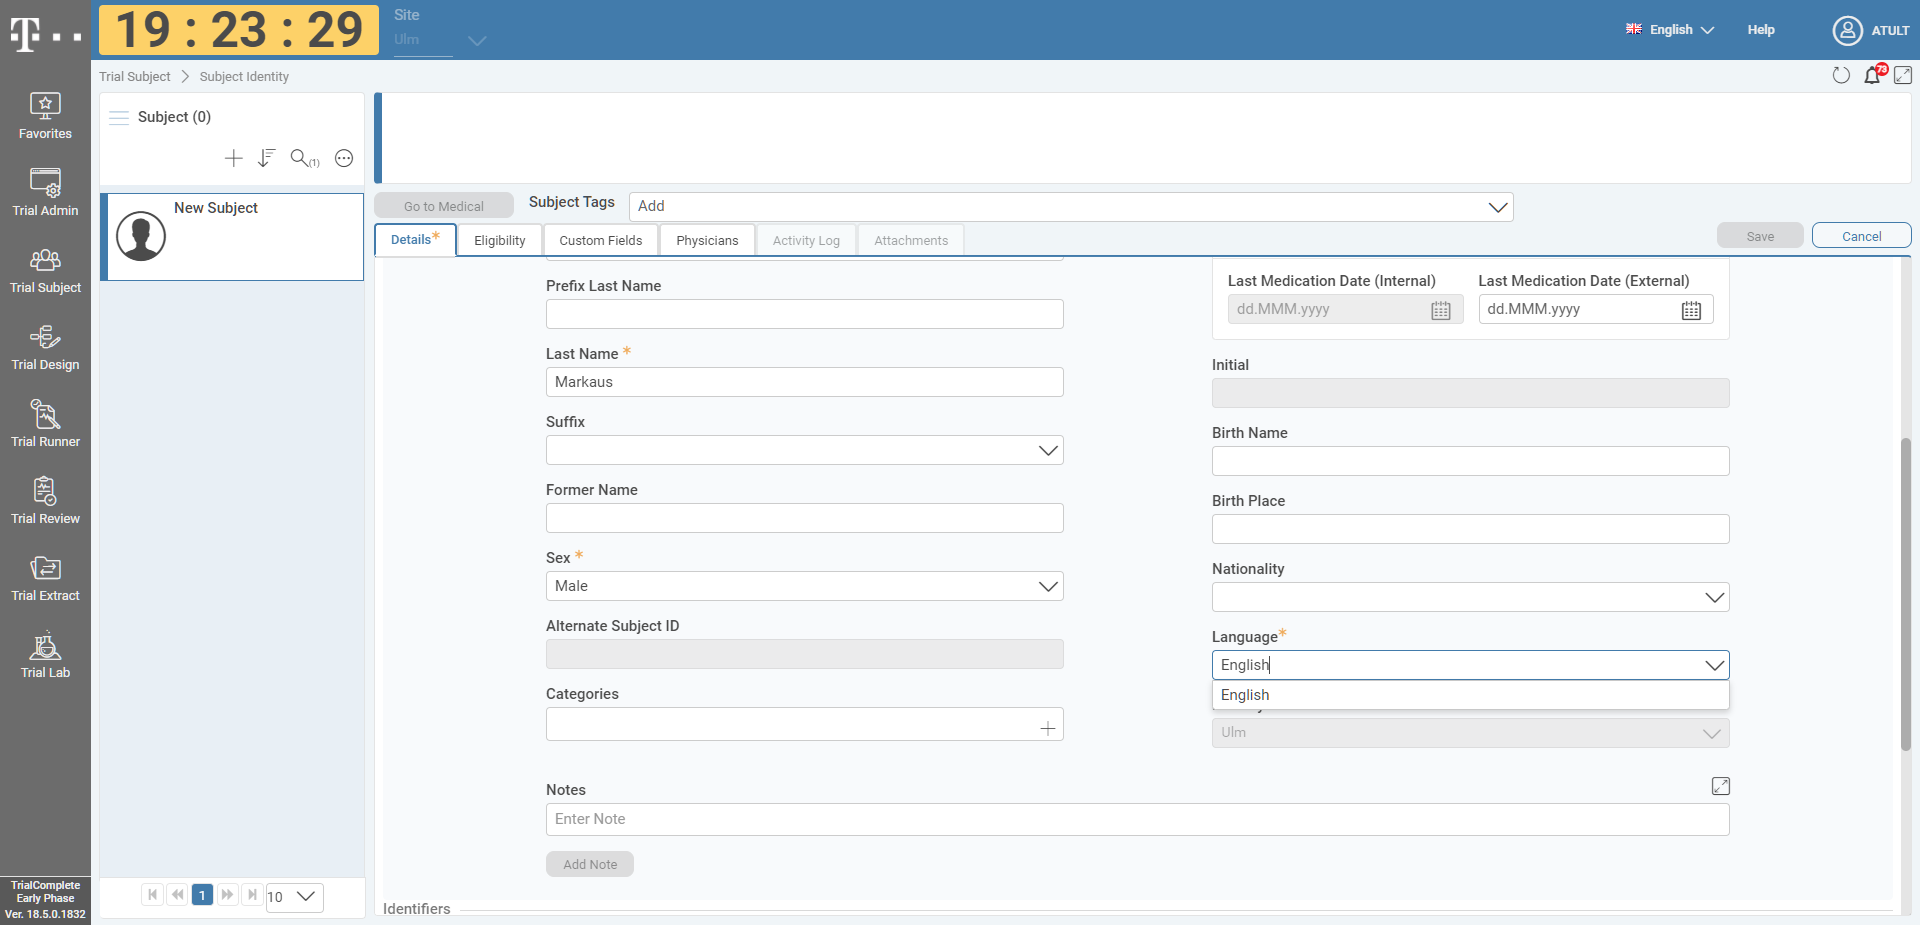 19 : 23 : 29
Site
Ulm
English
Help
ATULT
Trial Subject
Subject Identity
73
Favorites
Trial Admin
Trial Subject
Trial Design
Trial Runner
Trial Review
Trial Extract
Trial Lab
TrialComplete
Early Phase
Ver. 18.5.0.1832
Subject (0)
(1)
New Subject
1
10
Go to Medical
Subject Tags
Add
Details*
Eligibility
Custom Fields
Physicians
Activity Log
Attachments
Save
Cancel
Prefix Last Name
Last Name *
Markaus
Suffix
Former Name
Sex *
Male
Alternate Subject ID
Categories
Last Medication Date (Internal)
dd.MMM.yyyy
Last Medication Date (External)
dd.MMM.yyyy
Initial
Birth Name
Birth Place
Nationality
Language*
English
English
Ulm
Notes
Enter Note
Add Note
Identifiers